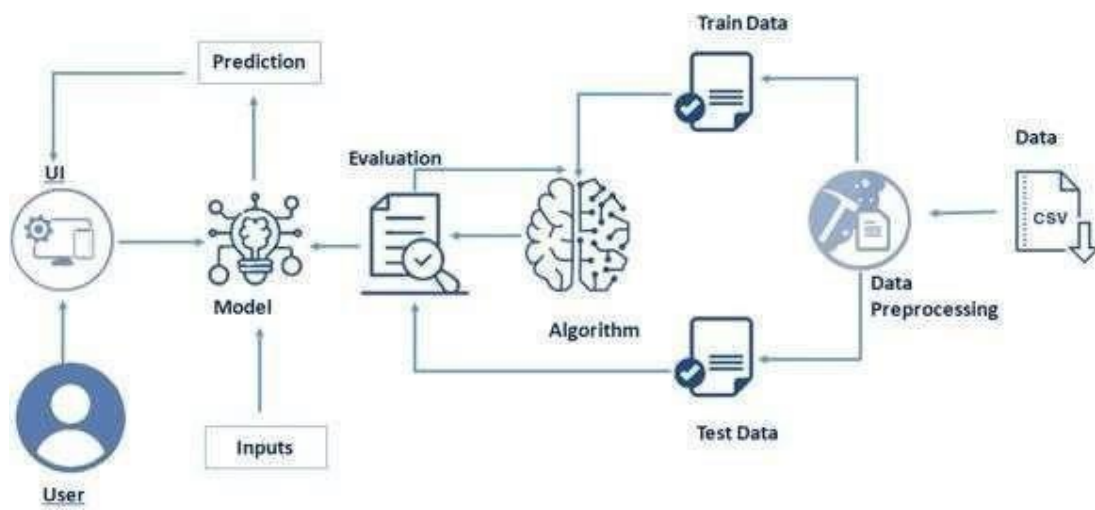 Train Data
Prediction
Data
Evaluation
UI
CSV
Model
Data
Preprocessing
Algorithm
Inputs
Test Data
User